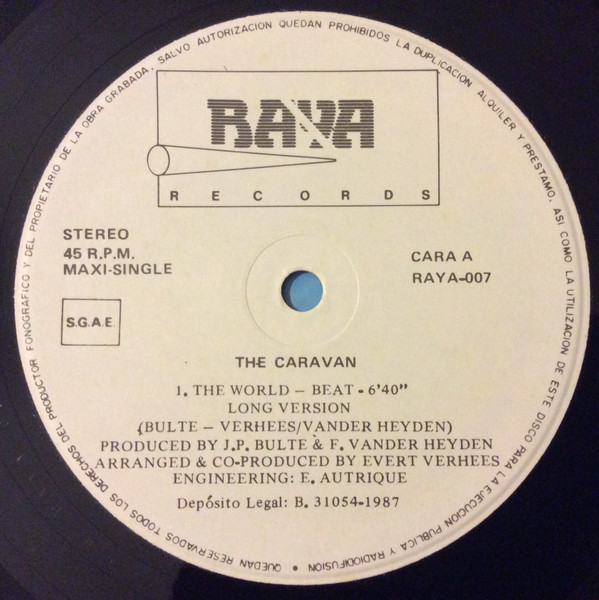 QUEDAN RESERVADOS TODOS LOS DERECHOS DEL PRODUCTOR FONOGRAFICO Y DEL PROPIETARIO DE LA OBRA GRABADA, SALVO AUTORIZACION QUEDAN PROHIBIDOS LA DUPLICACION ALQUILER Y PRESTAMO, ASI COMO LA UTILIZACION DE ESTE DISCO PARA LA EJECUCION PUBLICA Y RADIODIFUSION •
RAYA
RECORDS
STEREO
45 R.P.M.
MAXI-SINGLE
CARA A
RAYA-007
S.G.A.E.
THE CARAVAN
1. THE WORLD – BEAT - 6'40"
LONG VERSION
(BULTE – VERHEES/VANDER HEYDEN)
PRODUCED BY J.P. BULTE & F. VANDER HEYDEN
ARRANGED & CO-PRODUCED BY EVERT VERHEES
ENGINEERING: E. AUTRIQUE
Depósito Legal: B. 31054-1987